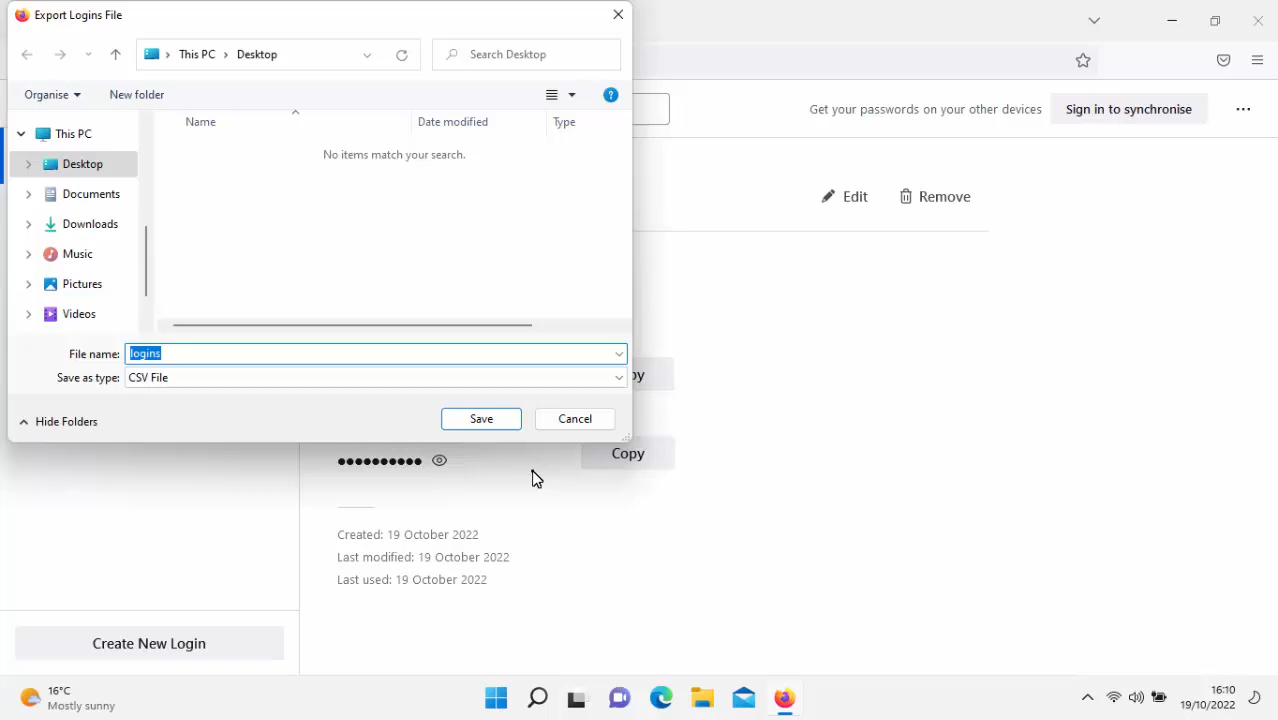 Export Logins File
This PC
Desktop
Search Desktop
Organise
New folder
?
Name
Date modified
Type
No items match your search.
This PC
Desktop
Documents
Downloads
Music
Pictures
Videos
File name:
logins
Save as type:
CSV File
Hide Folders
Save
Cancel
Get your passwords on your other devices
Sign in to synchronise
Edit
Remove
Copy
Created: 19 October 2022
Last modified: 19 October 2022
Last used: 19 October 2022
Create New Login
16°C
Mostly sunny
16:10
19/10/2022